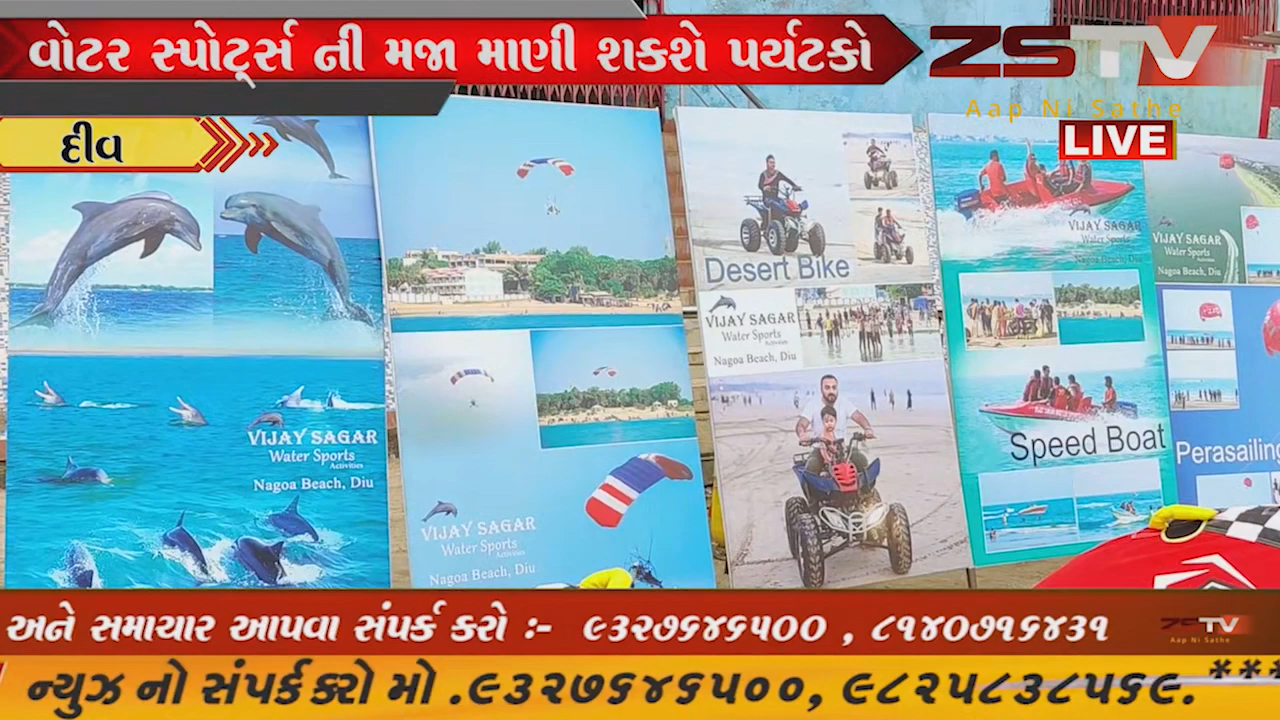 વોટર સ્પોટ્ર્સ ની મજા માણી શકશે પર્યટકો
ZSTV
Aap Ni Sathe
LIVE
દીવ
VIJAY SAGAR
Water Sports
Activities
Nagoa Beach, Diu
VIJAY SAGAR
Water Sports
Activities
Nagoa Beach, Diu
Desert Bike
VIJAY SAGAR
Water Sports
Activities
Nagoa Beach, Diu
VIJAY SAGAR
Water Sports
Nagoa Beach, Diu
Speed Boat
VIJAY SAGAR
Water Sports
Nagoa Beach, Diu
Perasailing
અને સમાચાર આપવા સંપર્ક કરો :- ૯૩૨૭૬૪૬૫૦૦ , ૮૧૪૦૭૧૬૪૩૧
ZSTV
Aap Ni Sathe
ન્યુઝ નો સંપર્ક કરો મો .૯૩૨૭૬૪૬૫૦૦, ૯૮૨૫૮૩૮૫૬૯. ***